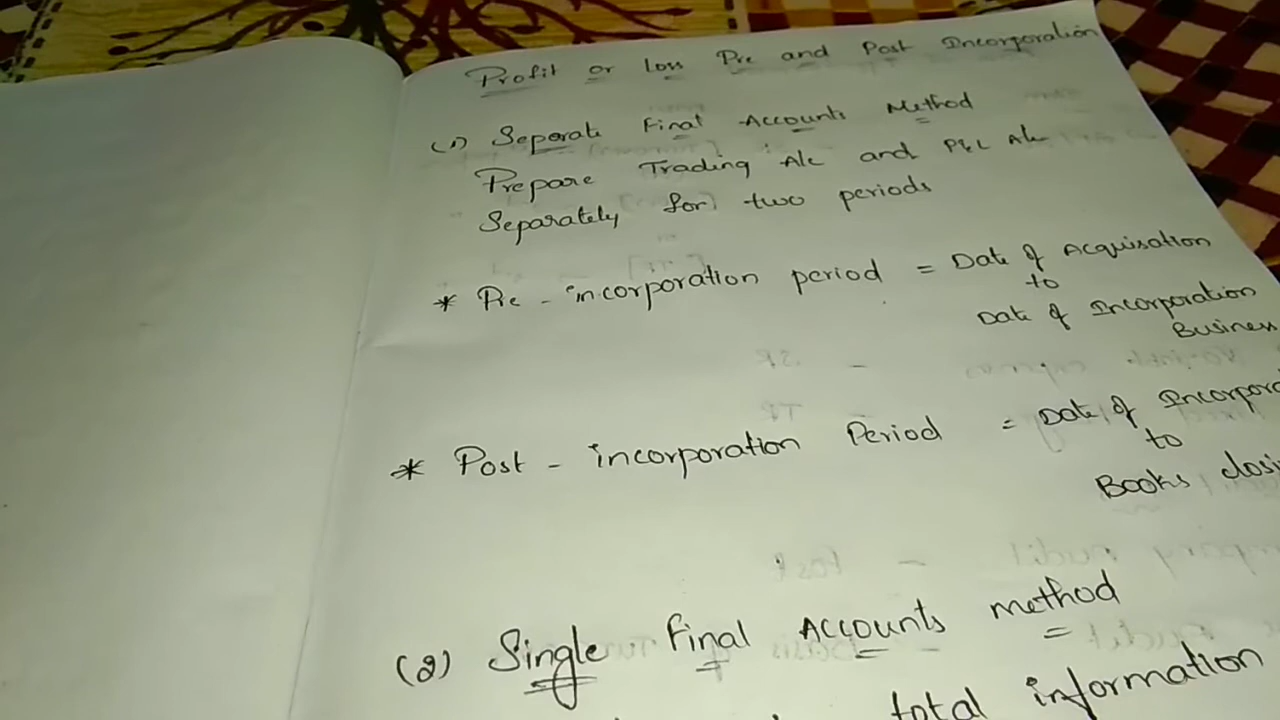 Profit or loss Pre and Post Incorporation
(1) Separate Final Accounts Method
Prepare Trading A/c and P&L A/c
Separately for two periods
* Pre - incorporation period = Date of Acquisation
to
Date of Incorporation
Business
* Post - incorporation Period = Date of Incorpora
to
Books closi
(2) Single Final Accounts method
total information